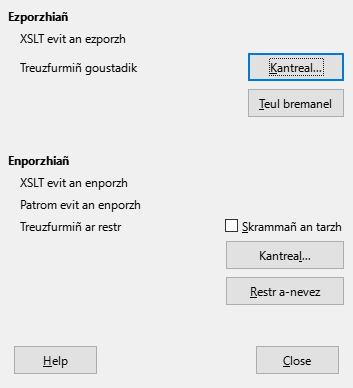 Ezporzhiañ
XSLT evit an ezporzh
Treuzfurmiñ goustadik
Kantreal...
Teul bremanel
Enporzhiañ
XSLT evit an enporzh
Patrom evit an enporzh
Treuzfurmiñ ar restr
Skrammañ an tarzh
Kantreal...
Restr a-nevez
Help
Close